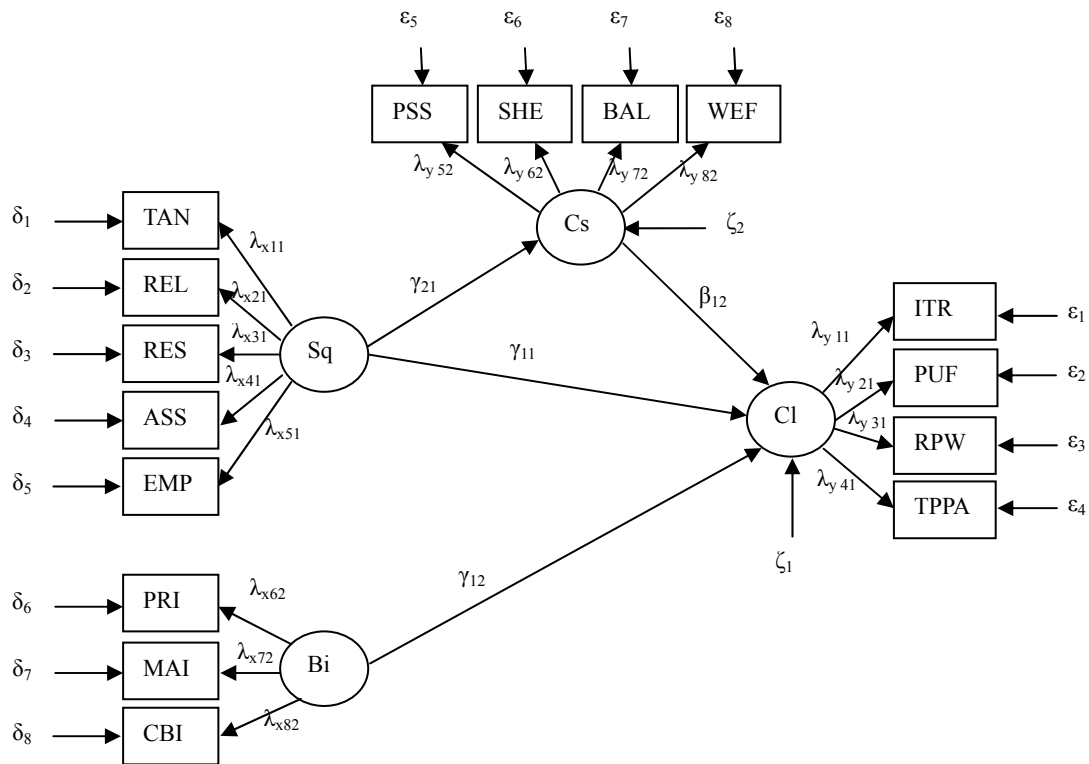 ε5 ε6 ε7 ε8
PSS SHE BAL WEF
λy 52 λy 62 λy 72 λy 82
Cs
ζ2
δ1 TAN
λx11
δ2 REL
λx21
δ3 RES
λx31
δ4 ASS
λx41
δ5 EMP
λx51
Sq
γ21
γ11
β12
Cl
λy 11 ITR ε1
λy 21 PUF ε2
λy 31 RPW ε3
λy 41 TPPA ε4
ζ1
γ12
δ6 PRI λx62
δ7 MAI λx72
δ8 CBI λx82
Bi